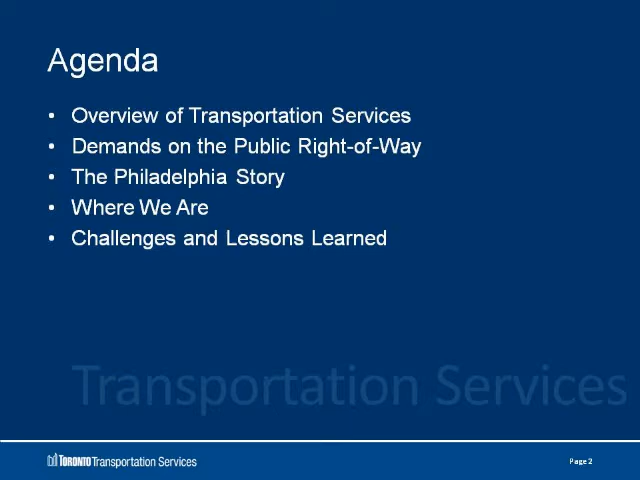 Agenda
• Overview of Transportation Services
• Demands on the Public Right-of-Way
• The Philadelphia Story
• Where We Are
• Challenges and Lessons Learned
Transportation Services
TORONTO Transportation Services
Page 2